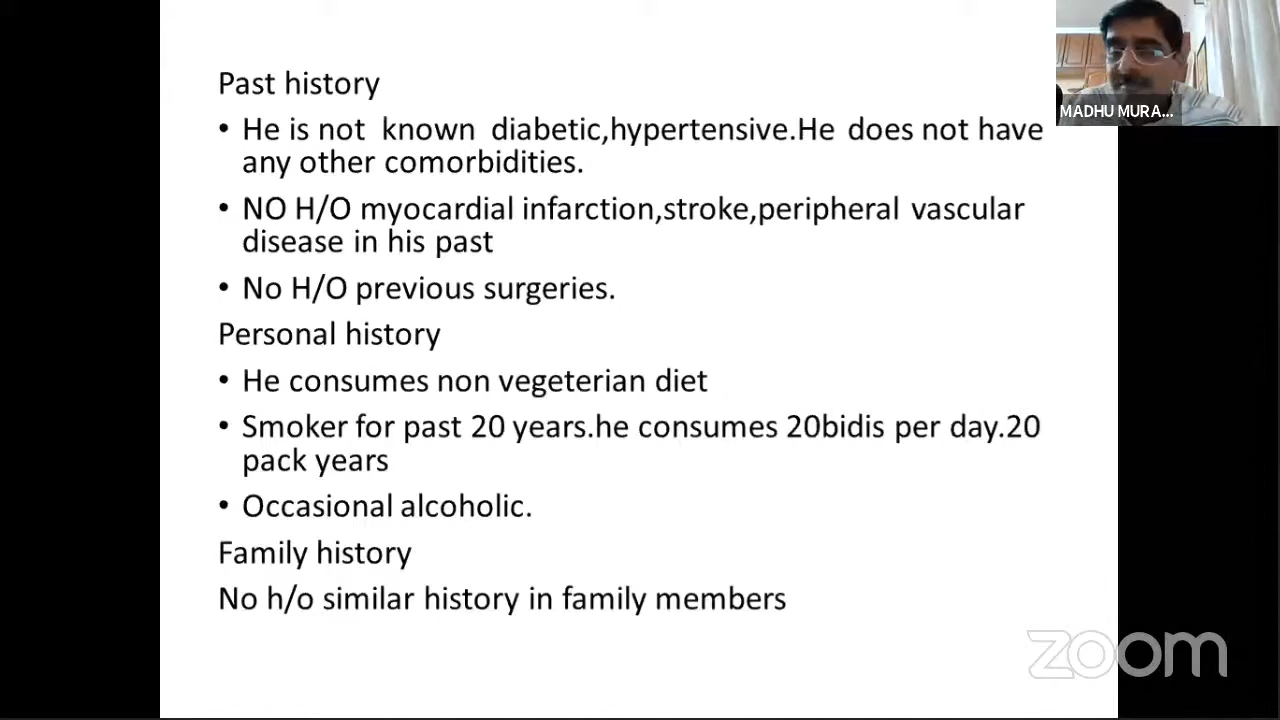 Past history
• He is not known diabetic,hypertensive.He does not have
any other comorbidities.
• NO H/O myocardial infarction,stroke,peripheral vascular
disease in his past
• No H/O previous surgeries.
Personal history
• He consumes non vegeterian diet
• Smoker for past 20 years.he consumes 20bidis per day.20
pack years
• Occasional alcoholic.
Family history
No h/o similar history in family members
MADHU MURA...
zoom